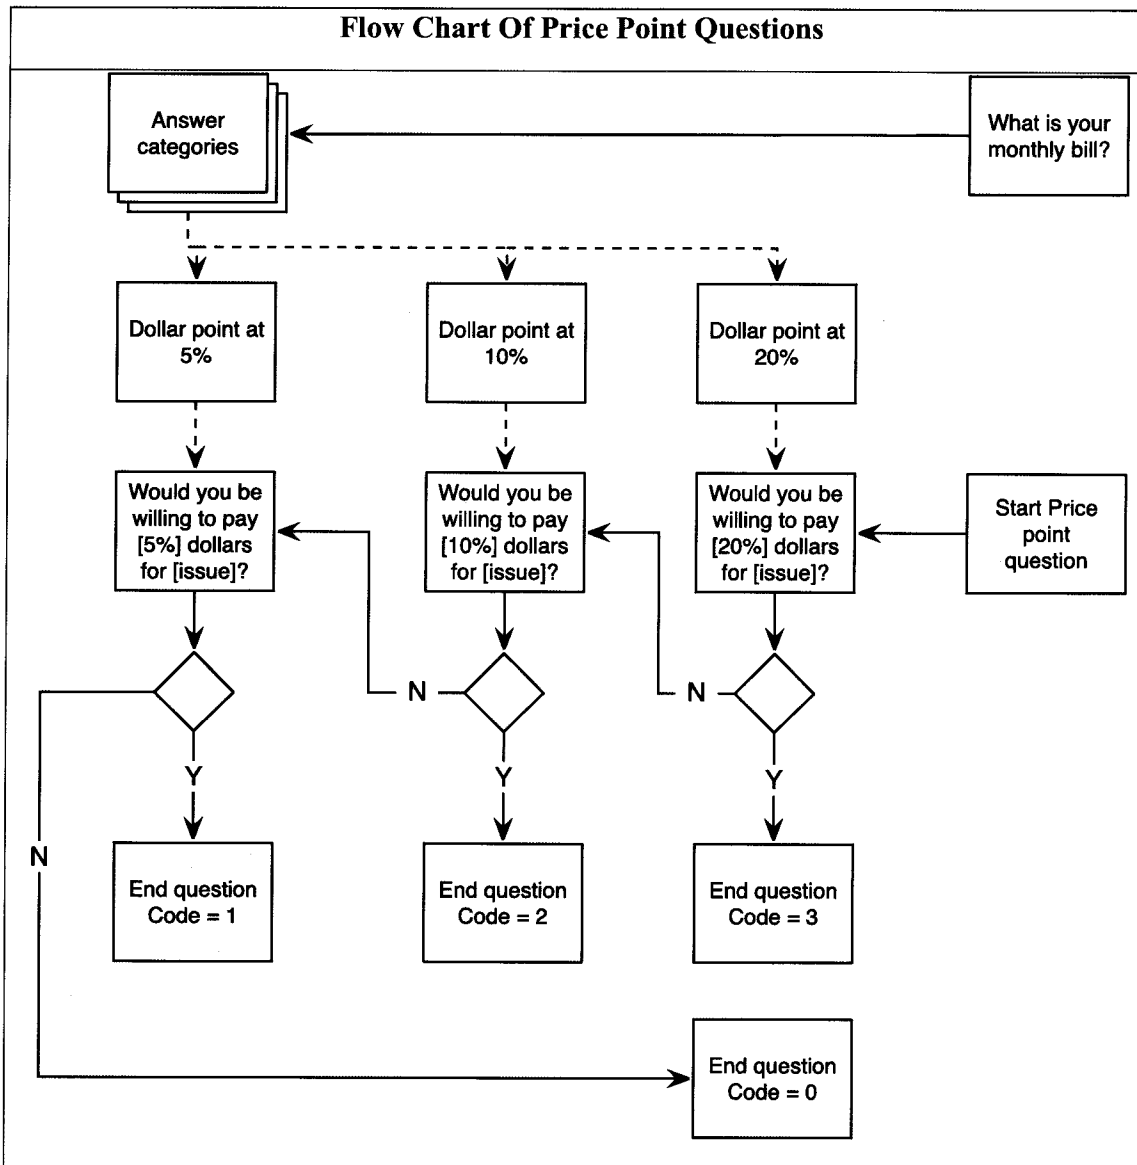 Flow Chart Of Price Point Questions
Answer
categories
What is your
monthly bill?
Dollar point at
5%
Dollar point at
10%
Dollar point at
20%
Would you be
willing to pay
[5%] dollars
for [issue]?
Would you be
willing to pay
[10%] dollars
for [issue]?
Would you be
willing to pay
[20%] dollars
for [issue]?
Start Price
point
question
N
N
Y
Y
Y
N
End question
Code = 1
End question
Code = 2
End question
Code = 3
End question
Code = 0